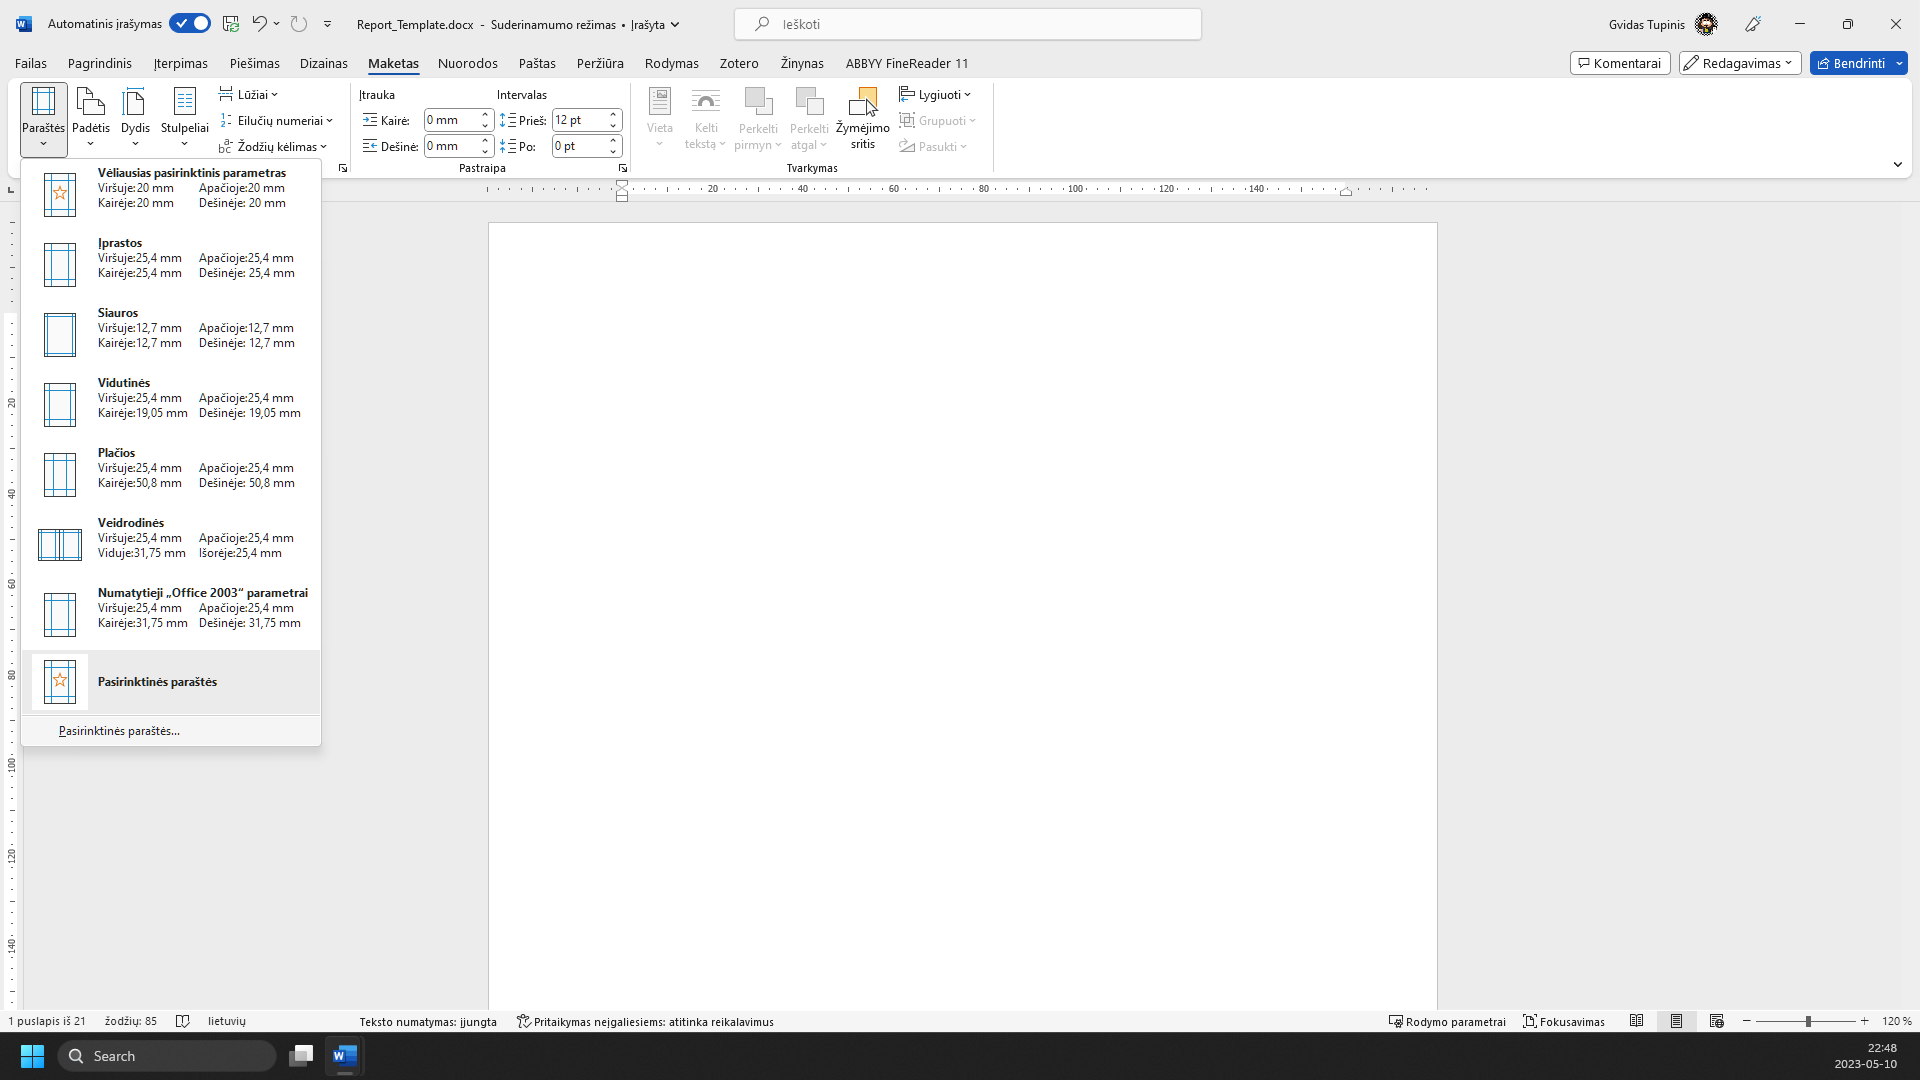 Automatinis įrašymas
Report_Template.docx - Suderinamumo režimas • Įrašyta
Ieškoti
Gvidas Tupinis
Failas Pagrindinis Įterpimas Piešimas Dizainas Maketas Nuorodos Paštas Peržiūra Rodymas Zotero Žinynas ABBYY FineReader 11
Komentarai Redagavimas Bendrinti
Paraštės Padėtis Dydis Stulpeliai
Lūžiai
Eilučių numeriai
Žodžių kėlimas
Įtrauka Intervalas
Kairė: 0 mm Prieš: 12 pt
Dešinė: 0 mm Po: 0 pt
Pastraipa
Vieta Kelti tekstą Perkelti pirmyn Perkelti atgal Žymėjimo sritis
Lygiuoti
Grupuoti
Pasukti
Tvarkymas
20 40 60 80 100 120 140
Vėliausias pasirinktinis parametras
Viršuje:20 mm Apačioje:20 mm
Kairėje:20 mm Dešinėje: 20 mm
Įprastos
Viršuje:25,4 mm Apačioje:25,4 mm
Kairėje:25,4 mm Dešinėje: 25,4 mm
Siauros
Viršuje:12,7 mm Apačioje:12,7 mm
Kairėje:12,7 mm Dešinėje: 12,7 mm
Vidutinės
Viršuje:25,4 mm Apačioje:25,4 mm
Kairėje:19,05 mm Dešinėje: 19,05 mm
Plačios
Viršuje:25,4 mm Apačioje:25,4 mm
Kairėje:50,8 mm Dešinėje: 50,8 mm
Veidrodinės
Viršuje:25,4 mm Apačioje:25,4 mm
Viduje:31,75 mm Išorėje:25,4 mm
Numatytieji „Office 2003“ parametrai
Viršuje:25,4 mm Apačioje:25,4 mm
Kairėje:31,75 mm Dešinėje: 31,75 mm
Pasirinktinės paraštės
Pasirinktinės paraštės...
20
40
60
80
100
120
140
1 puslapis iš 21 žodžių: 85 lietuvių Teksto numatymas: įjungta Pritaikymas neįgaliesiems: atitinka reikalavimus Rodymo parametrai Fokusavimas 120 %
Search
22:48
2023-05-10